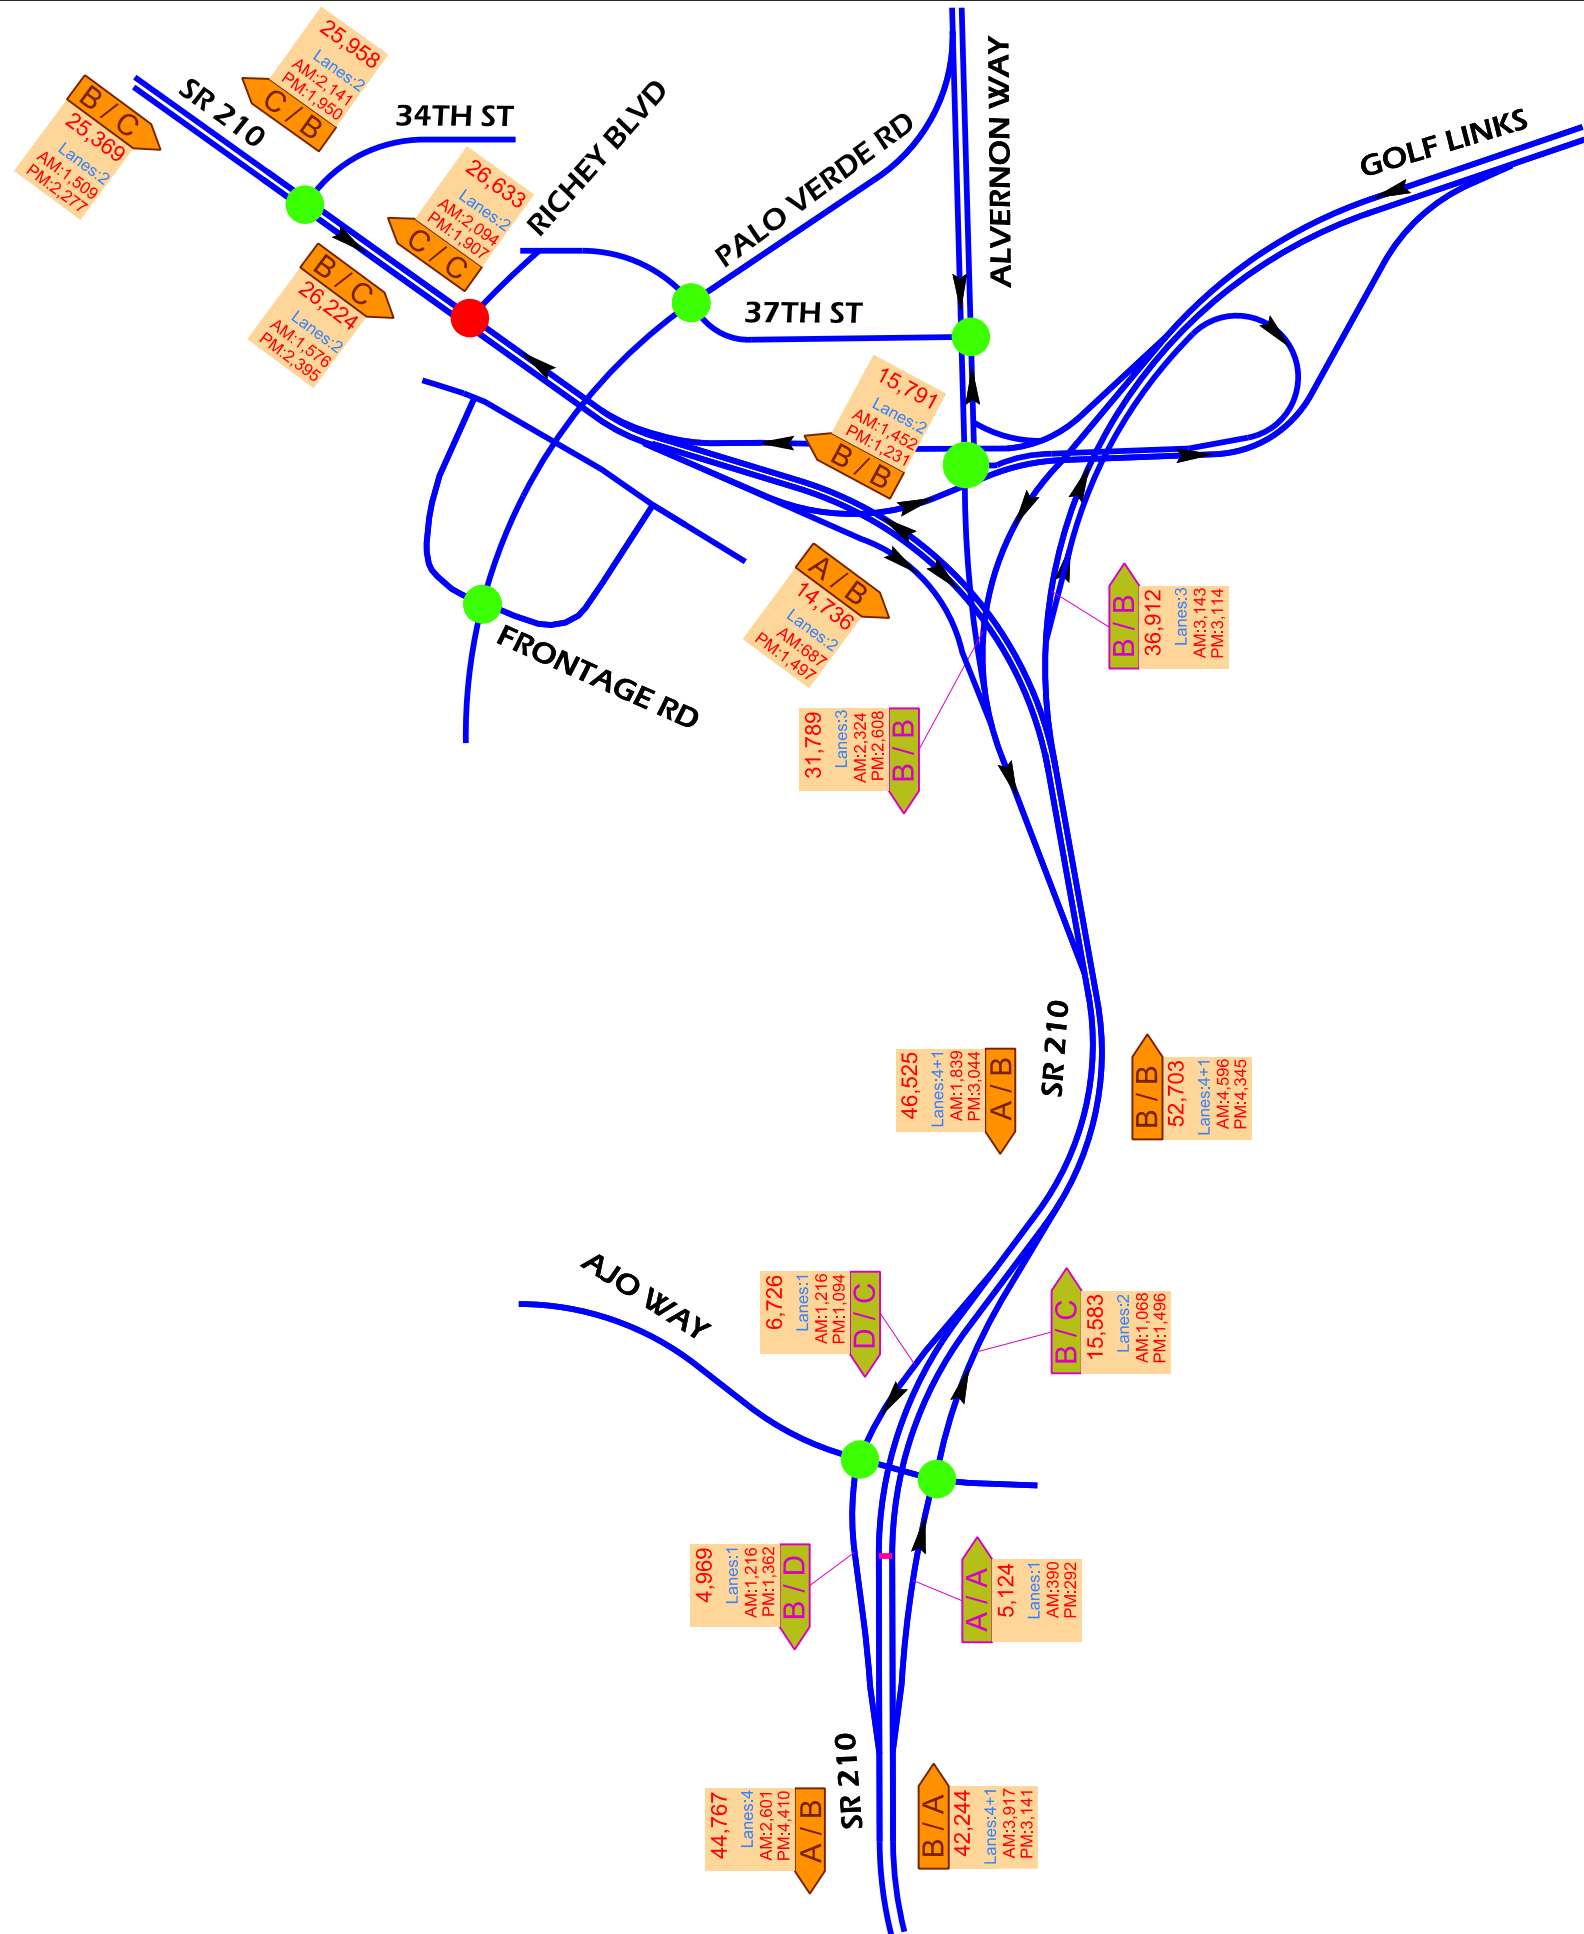 25,958
Lanes:2
AM:2,141
PM:1,950
C / B
B / C
25,369
Lanes:2
AM:1,509
PM:2,277
SR 210
34TH ST
RICHEY BLVD
26,633
Lanes:2
AM:2,094
PM:1,907
C / C
B / C
26,224
Lanes:2
AM:1,576
PM:2,395
PALO VERDE RD
37TH ST
ALVERNON WAY
GOLF LINKS
15,791
Lanes:2
AM:1,452
PM:1,231
B / B
A / B
14,736
Lanes:2
AM:687
PM:1,497
FRONTAGE RD
B / B
36,912
Lanes:3
AM:3,143
PM:3,114
31,789
Lanes:3
AM:2,324
PM:2,608
B / B
SR 210
46,525
Lanes:4+1
AM:1,839
PM:3,044
A / B
B / B
52,703
Lanes:4+1
AM:4,596
PM:4,345
AJO WAY
6,726
Lanes:1
AM:1,216
PM:1,094
D / C
B / C
15,583
Lanes:2
AM:1,068
PM:1,496
4,969
Lanes:1
AM:1,216
PM:1,362
B / D
A / A
5,124
Lanes:1
AM:390
PM:292
SR 210
44,767
Lanes:4
AM:2,601
PM:4,410
A / B
B / A
42,244
Lanes:4+1
AM:3,917
PM:3,141